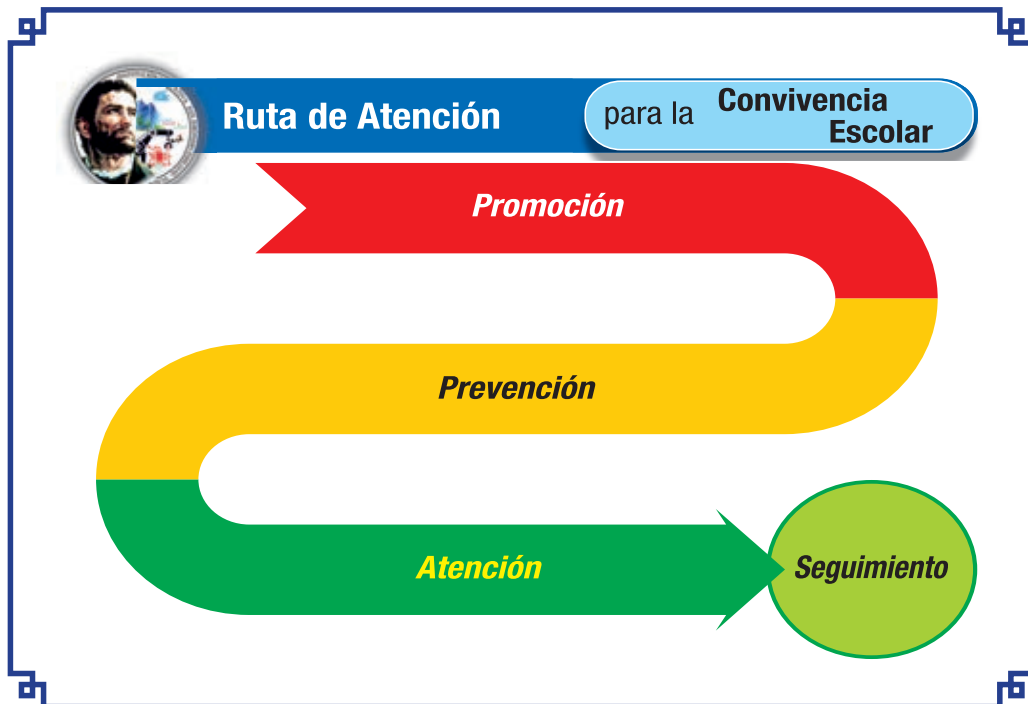 Ruta de Atención
para la Convivencia
Escolar
Promoción
Prevención
Atención
Seguimiento